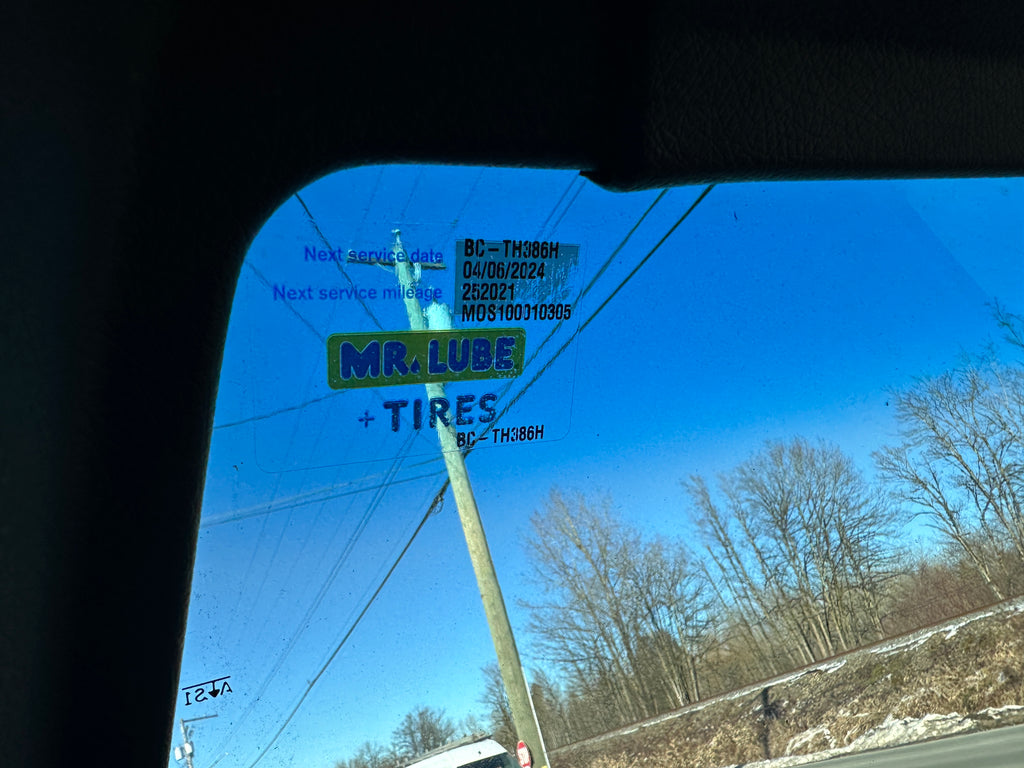 Next service date BC-TH386H
04/06/2024
Next service mileage 252021
MOS100010305
MR. LUBE
+ TIRES
BC-TH386H
AS1